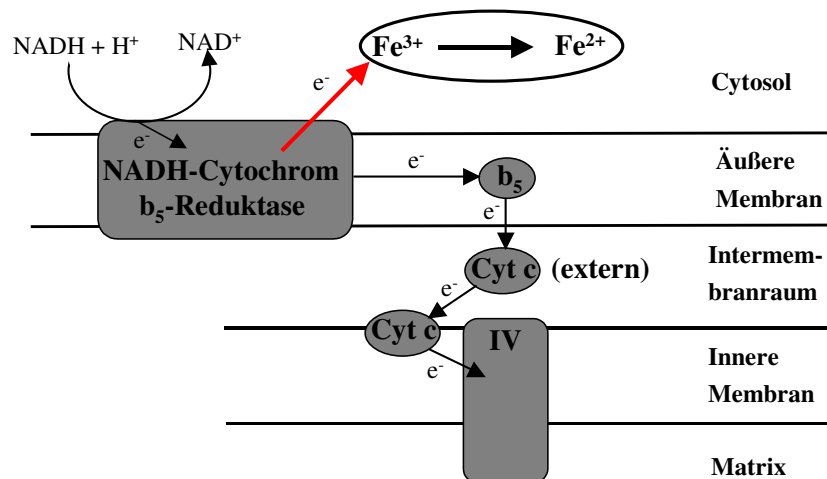 NADH + H⁺
NAD⁺
Fe³⁺
Fe²⁺
e⁻
Cytosol
e⁻
NADH-Cytochrom
b₅-Reduktase
e⁻
b₅
Äußere
Membran
e⁻
Cyt c (extern)
Intermem-
branraum
e⁻
Cyt c
IV
e⁻
Innere
Membran
Matrix